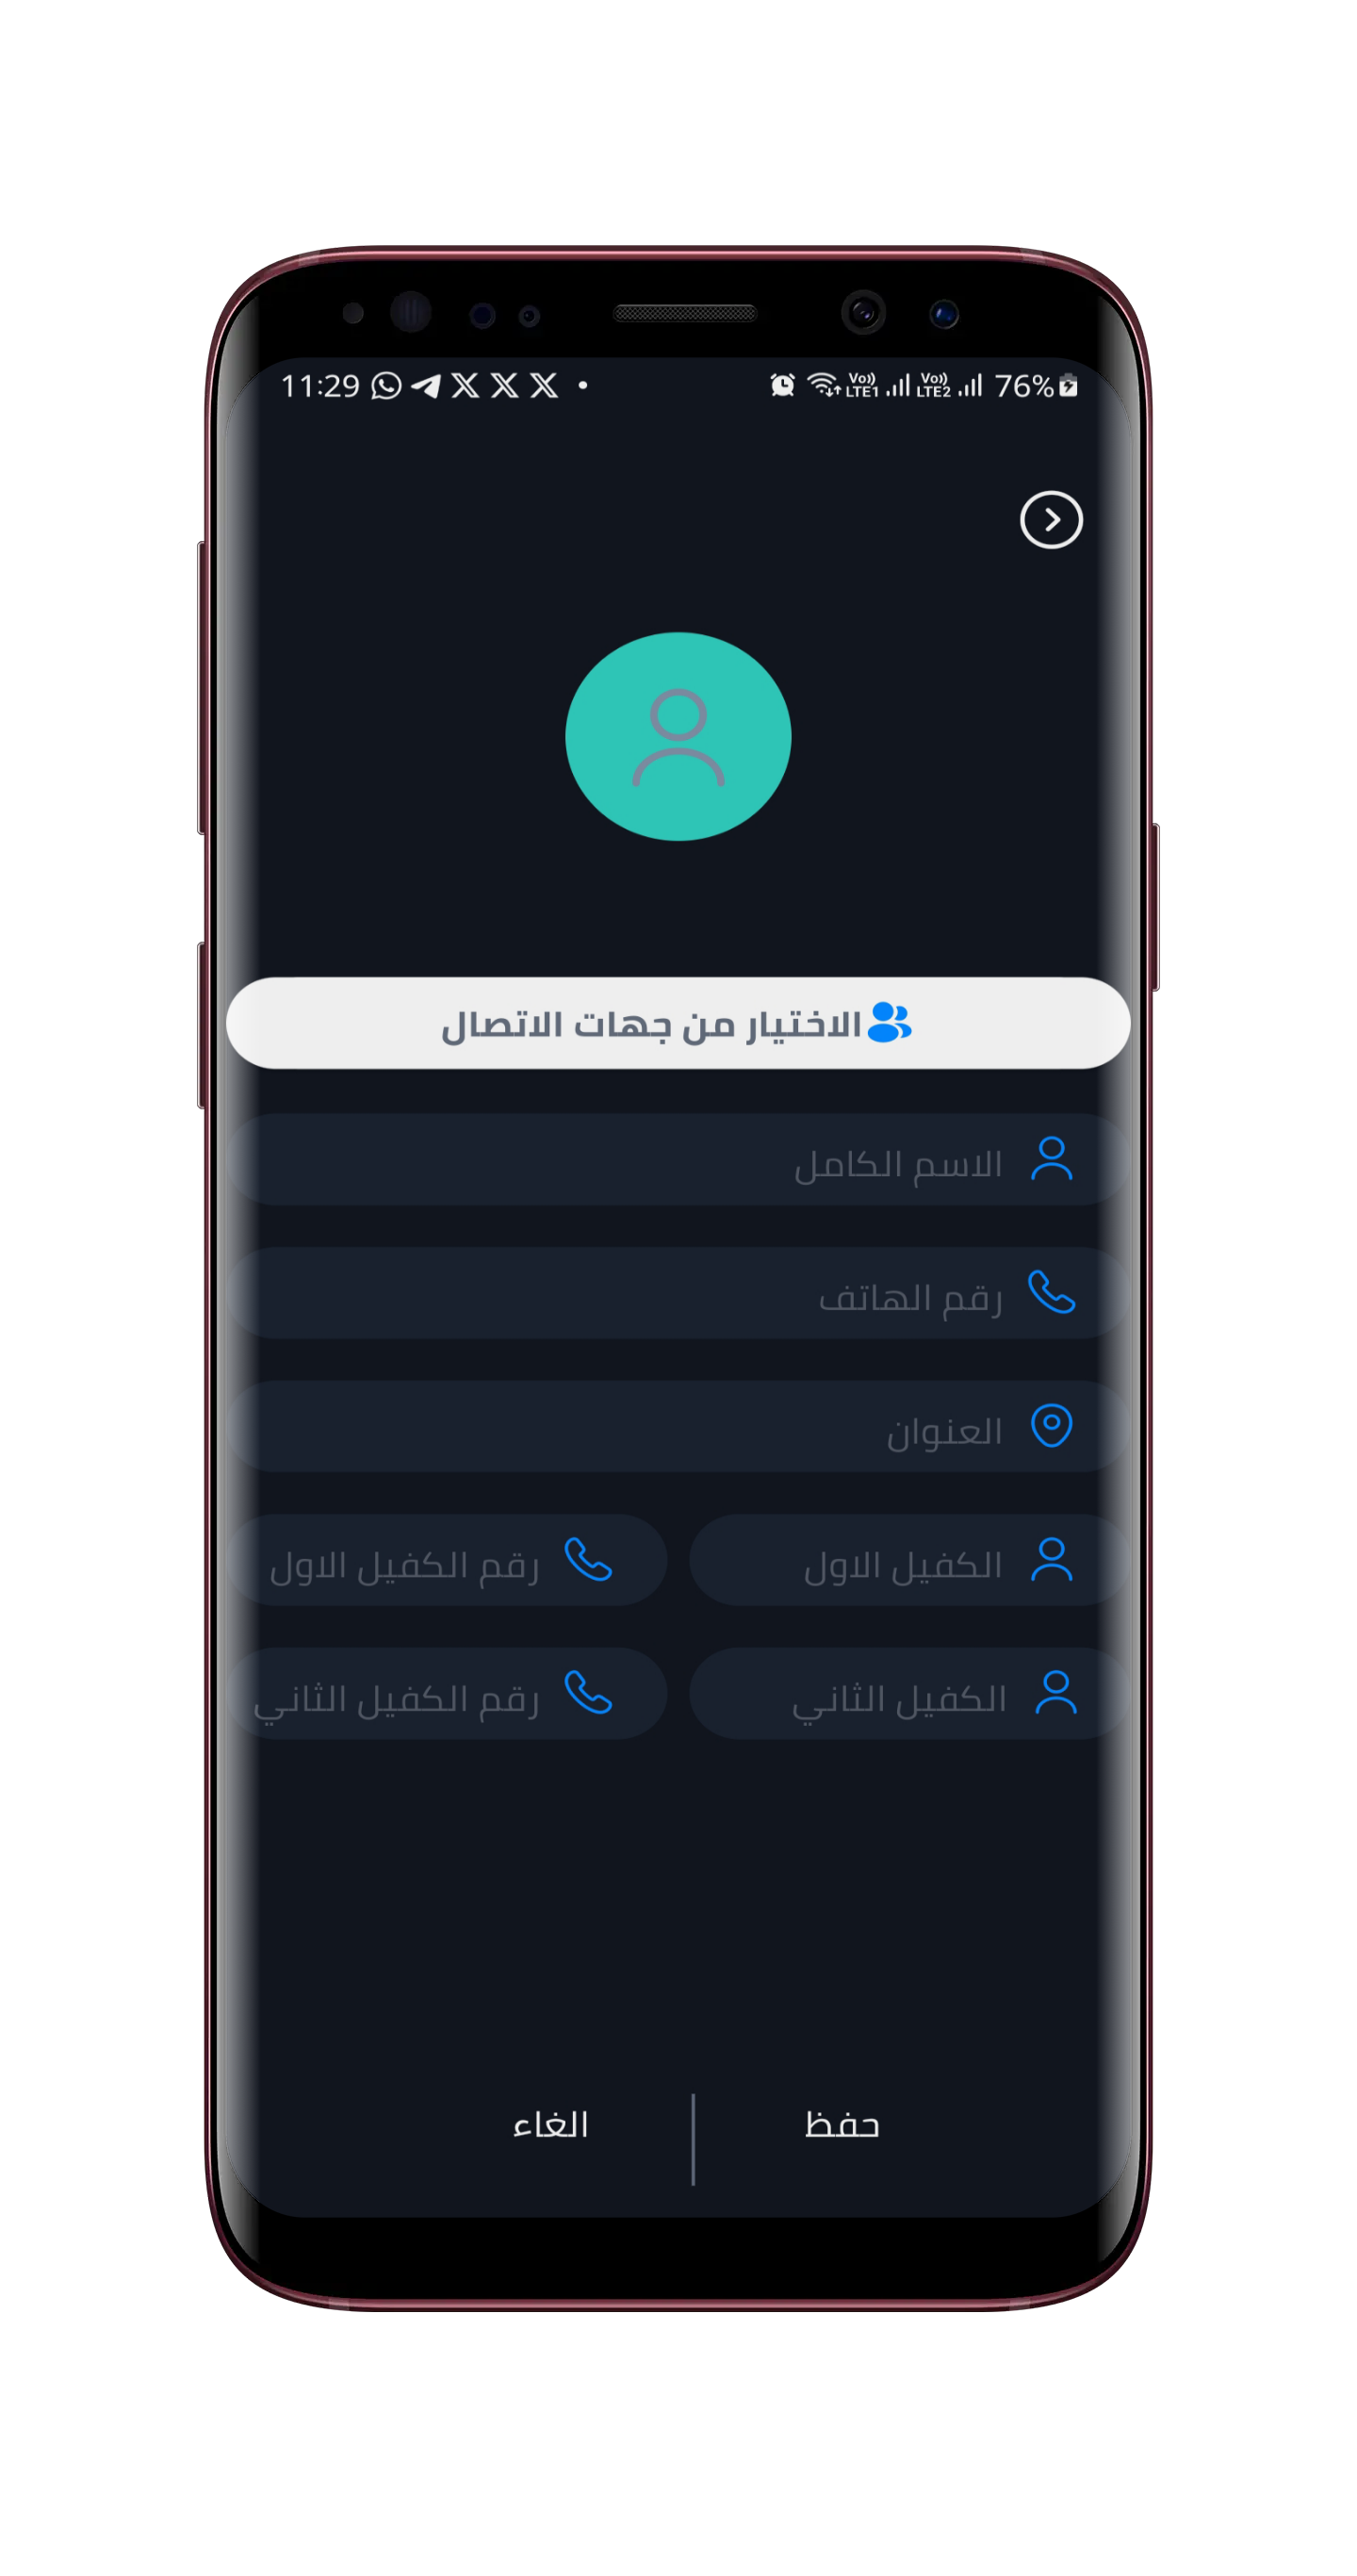 11:29 Vo)) LTE1 Vo)) LTE2 76%
الاختيار من جهات الاتصال
الاسم الكامل
رقم الهاتف
العنوان
الكفيل الاول رقم الكفيل الاول
الكفيل الثاني رقم الكفيل الثاني
حفظ الغاء